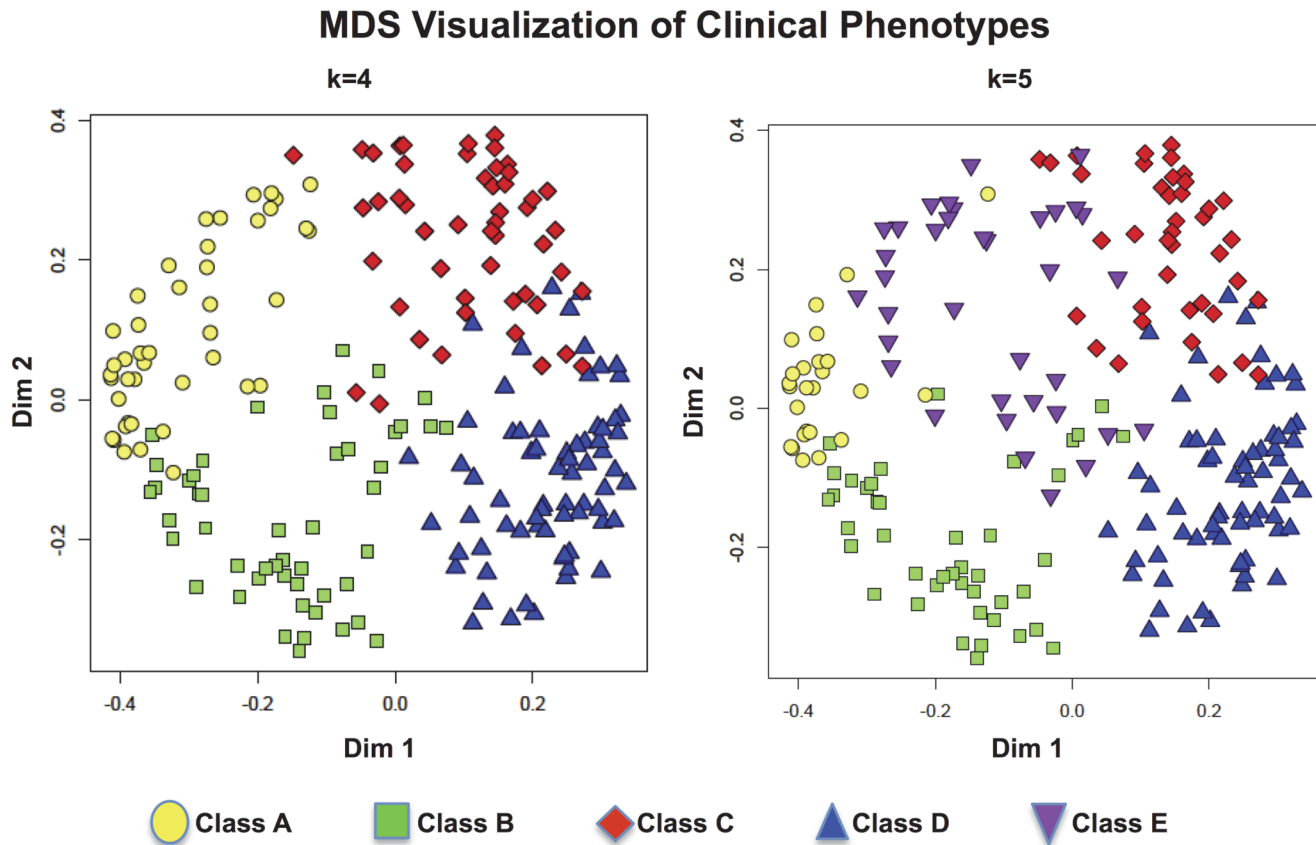 MDS Visualization of Clinical Phenotypes
k=4
k=5
0.4
0.2
0.0
-0.2
Dim 2
-0.4
-0.2
0.0
0.2
Dim 1
0.4
0.2
0.0
-0.2
Dim 2
-0.4
-0.2
0.0
0.2
Dim 1
Class A
Class B
Class C
Class D
Class E